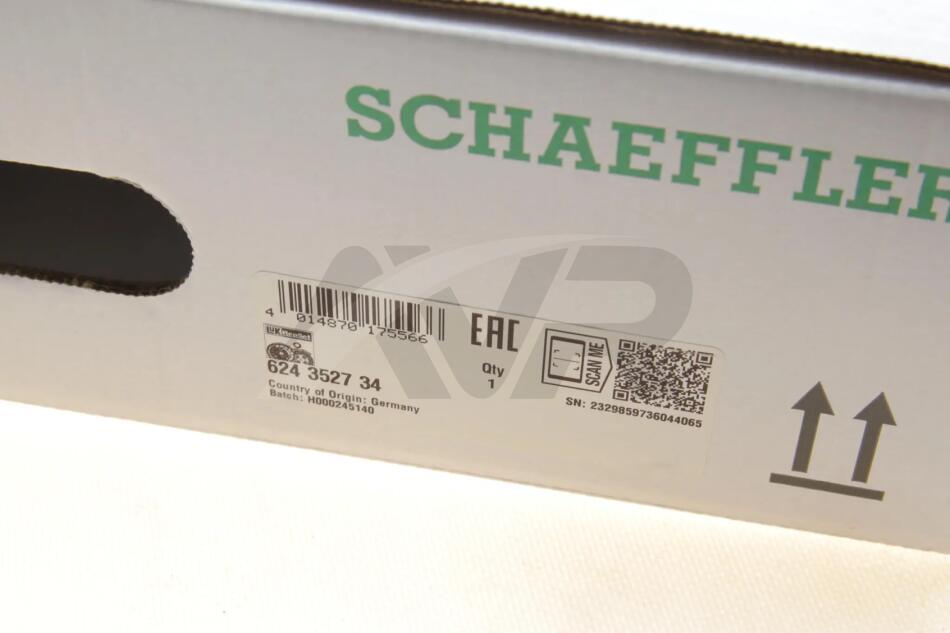 SCHAEFFLER
AVP
4 014870 175566
EAC
LuK
624 3527 34
Qty
1
SCAN ME
Country of Origin: Germany
Batch: H000245140
SN: 2329859736044065